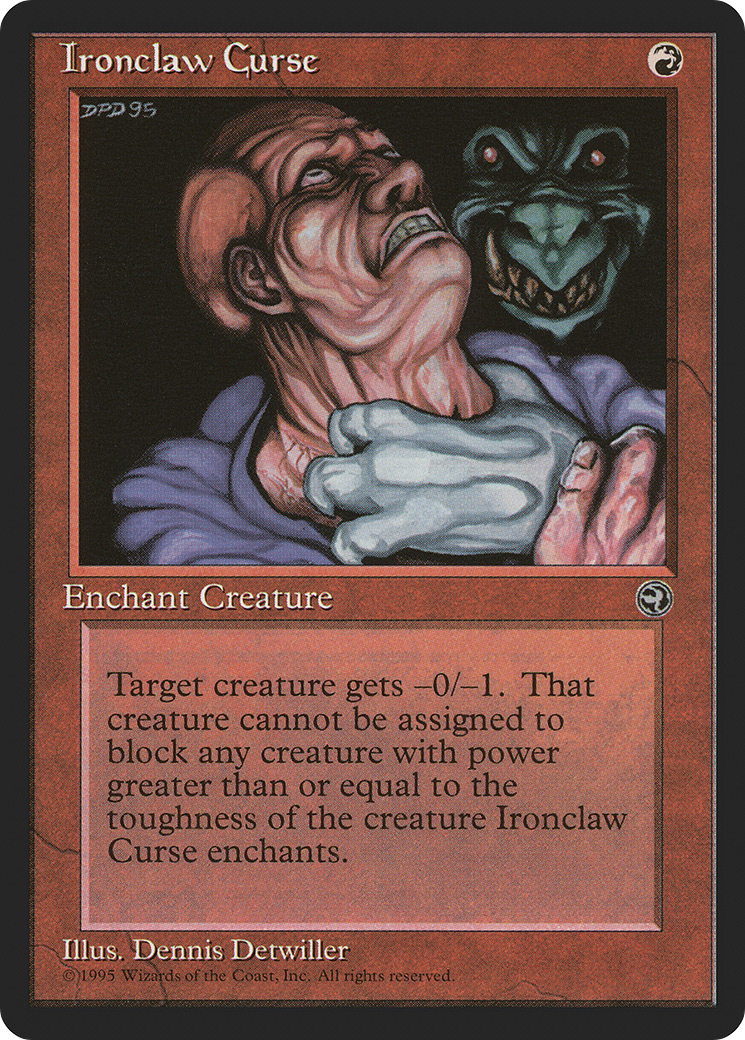 Ironclaw Curse
DPD 95
Enchant Creature
Target creature gets –0/–1. That
creature cannot be assigned to
block any creature with power
greater than or equal to the
toughness of the creature Ironclaw
Curse enchants.
Illus. Dennis Detwiller
©1995 Wizards of the Coast, Inc. All rights reserved.